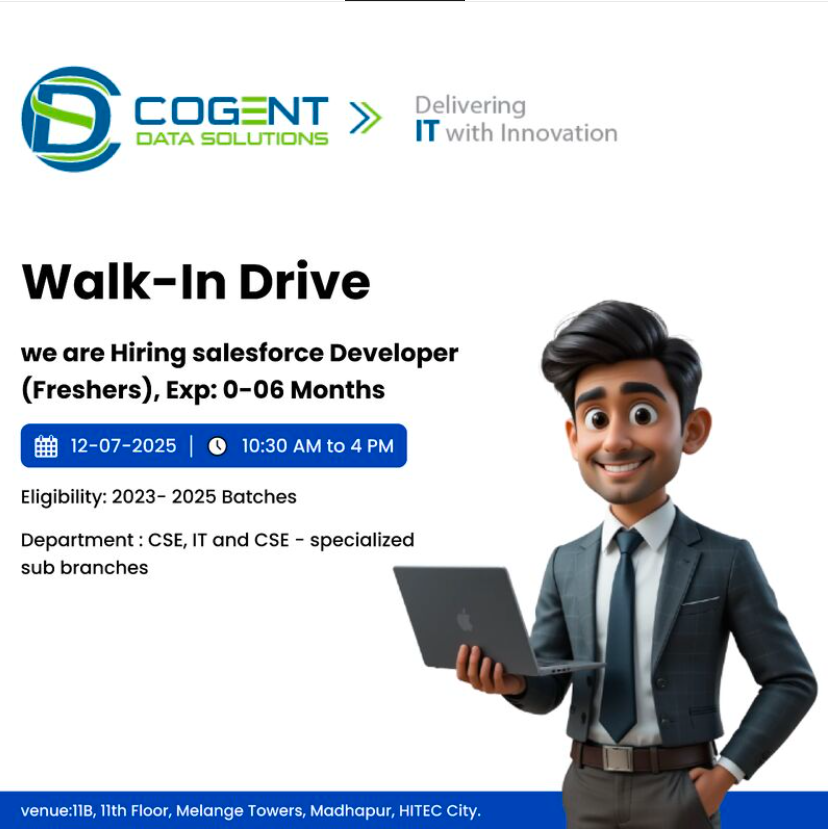 COGENT
DATA SOLUTIONS
Delivering
IT with Innovation
Walk-In Drive
we are Hiring salesforce Developer
(Freshers), Exp: 0-06 Months
12-07-2025 | 10:30 AM to 4 PM
Eligibility: 2023- 2025 Batches
Department : CSE, IT and CSE - specialized
sub branches
venue:11B, 11th Floor, Melange Towers, Madhapur, HITEC City.